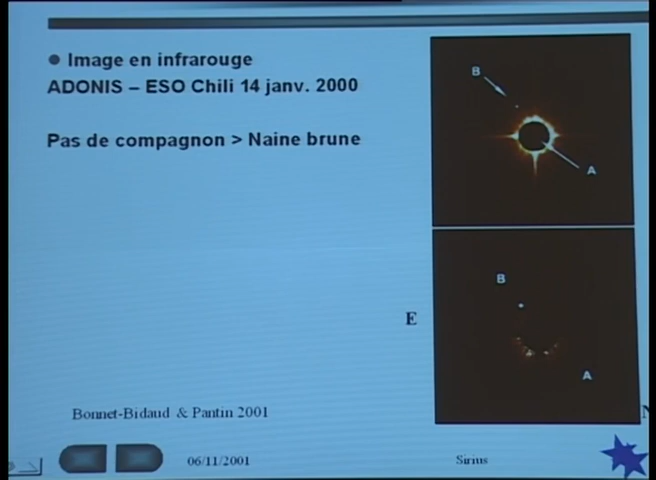 Image en infrarouge
ADONIS – ESO Chili 14 janv. 2000
Pas de compagnon > Naine brune
B
A
B
E
A
N
Bonnet-Bidaud & Pantin 2001
06/11/2001
Sirius